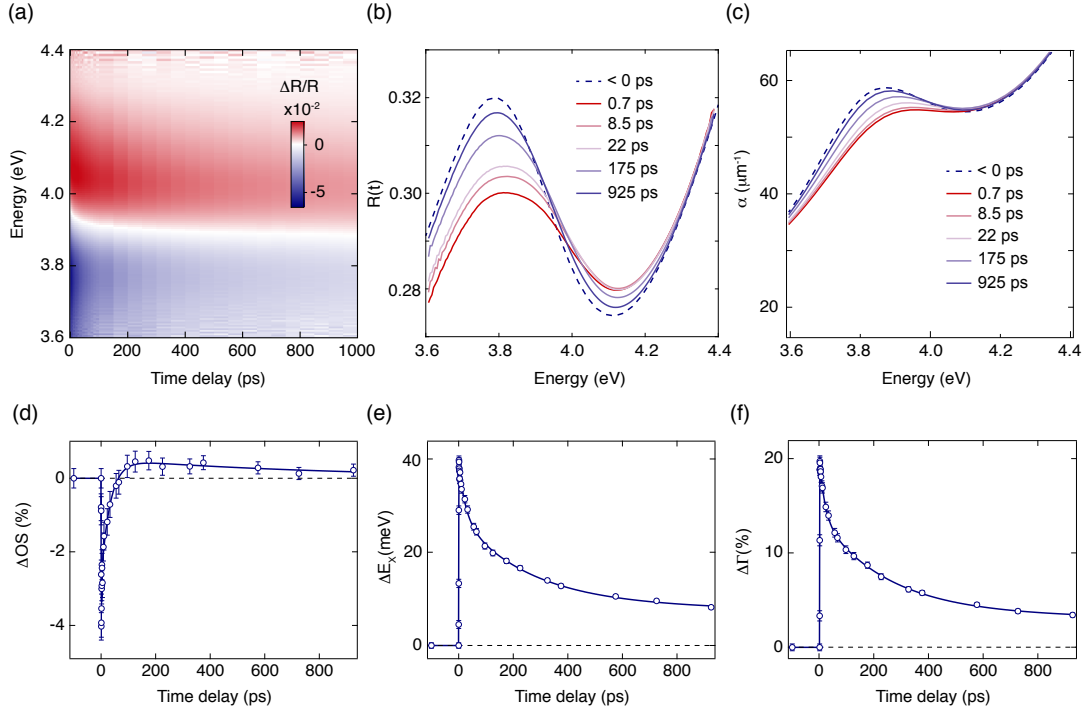 (a)
4.4
4.2
4.0
3.8
3.6
Energy (eV)
ΔR/R
x10⁻²
0
-5
0
200
400
600
800
1000
Time delay (ps)
(b)
0.32
0.30
0.28
R(t)
< 0 ps
0.7 ps
8.5 ps
22 ps
175 ps
925 ps
3.6
3.8
4.0
4.2
4.4
Energy (eV)
(c)
60
40
20
α (μm⁻¹)
< 0 ps
0.7 ps
8.5 ps
22 ps
175 ps
925 ps
3.6
3.8
4.0
4.2
4.4
Energy (eV)
(d)
0
-2
-4
ΔOS (%)
0
200
400
600
800
Time delay (ps)
(e)
40
20
0
ΔEₓ(meV)
0
200
400
600
800
Time delay (ps)
(f)
20
10
0
ΔΓ(%)
0
200
400
600
800
Time delay (ps)